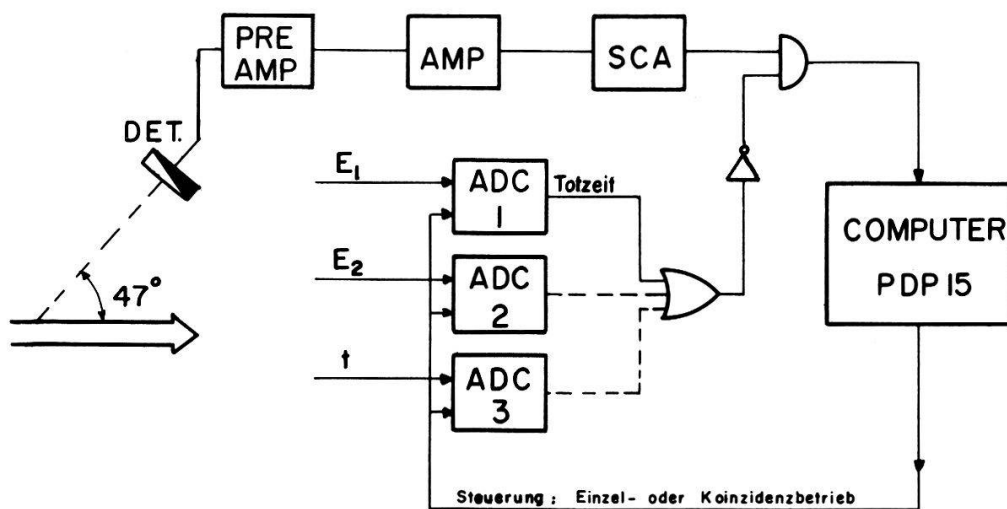 PRE
AMP
AMP
SCA
DET.
E₁
ADC
1
Totzeit
COMPUTER
PDP 15
E₂
ADC
2
47°
t
ADC
3
Steuerung: Einzel- oder Koinzidenzbetrieb